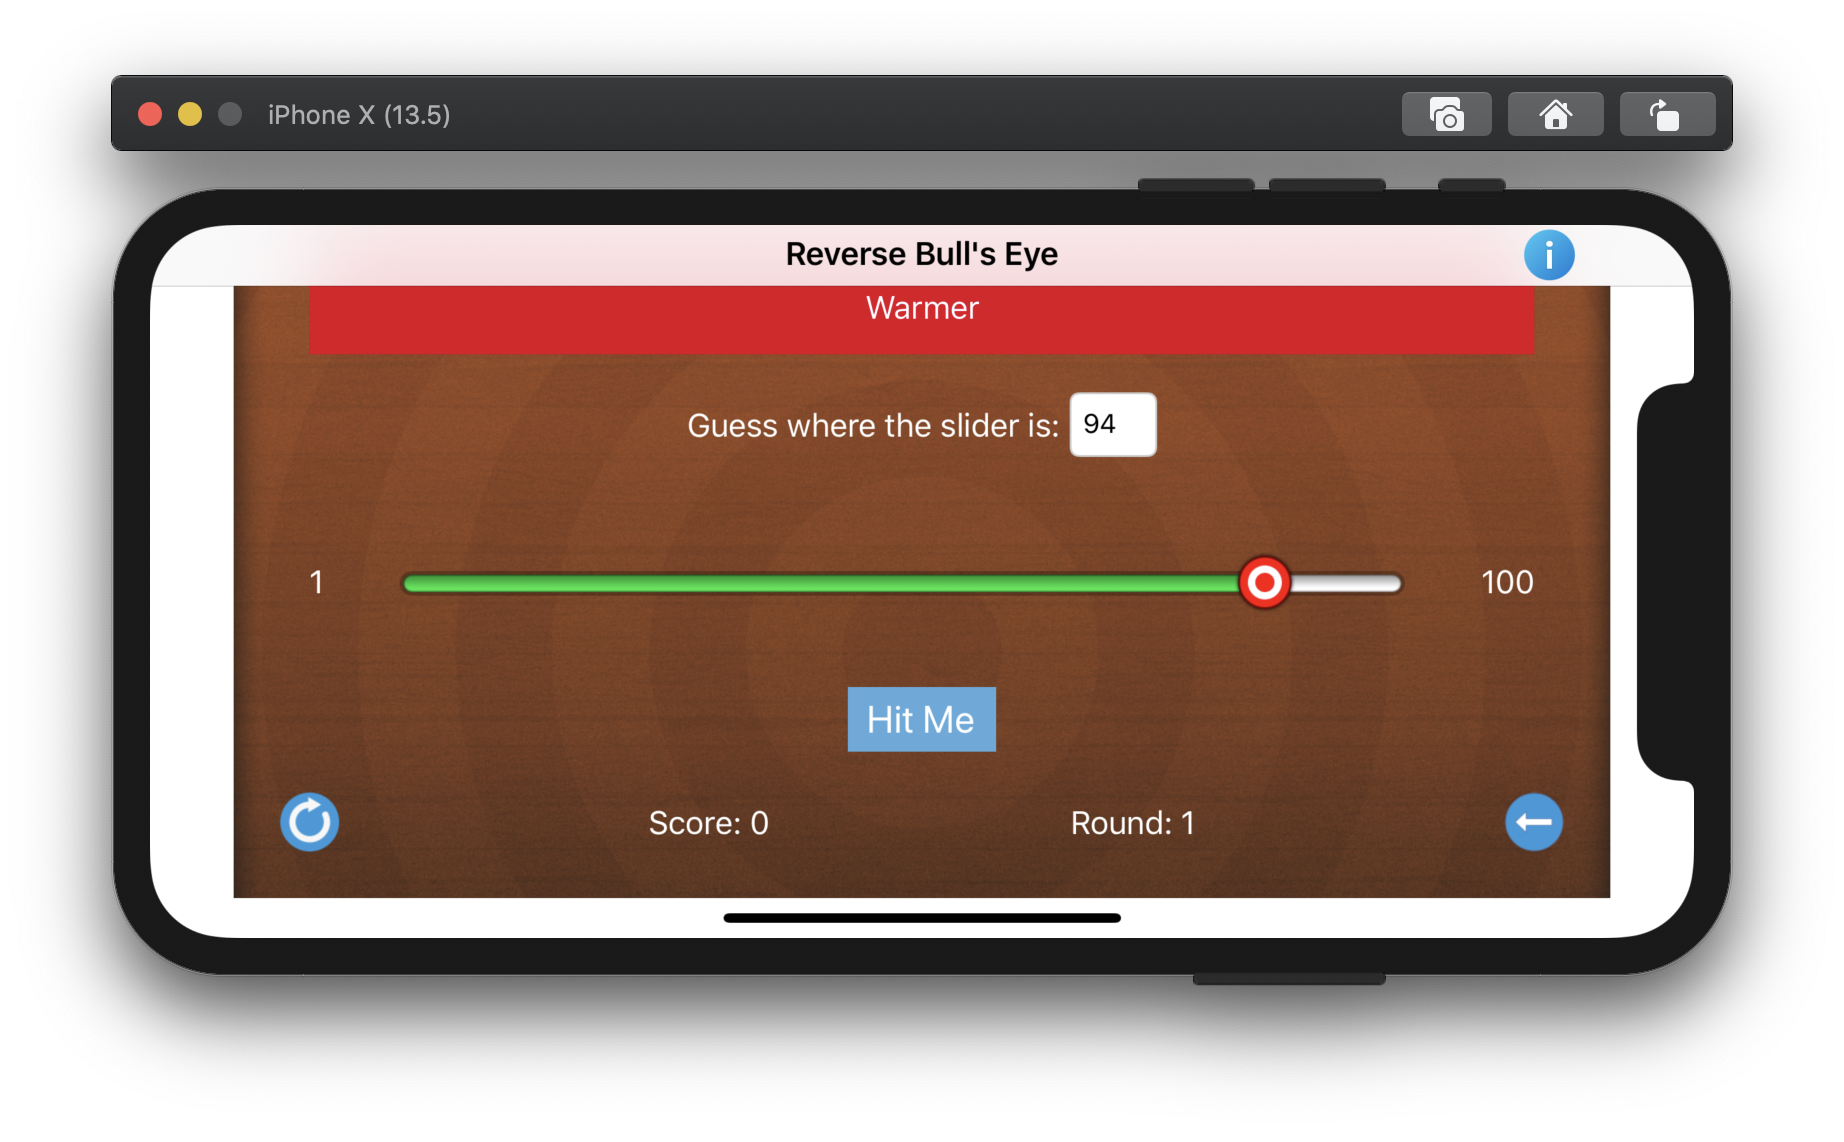 iPhone X (13.5)
Reverse Bull's Eye
i
Warmer
Guess where the slider is: 94
1 100
Hit Me
Score: 0 Round: 1